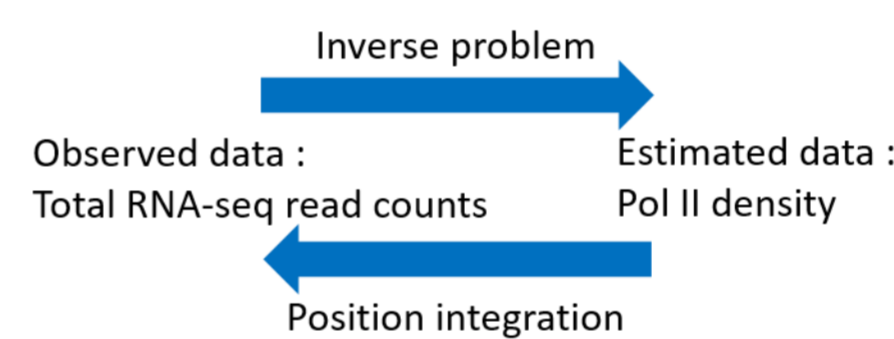 Inverse problem
Observed data :
Total RNA-seq read counts
Estimated data :
Pol II density
Position integration